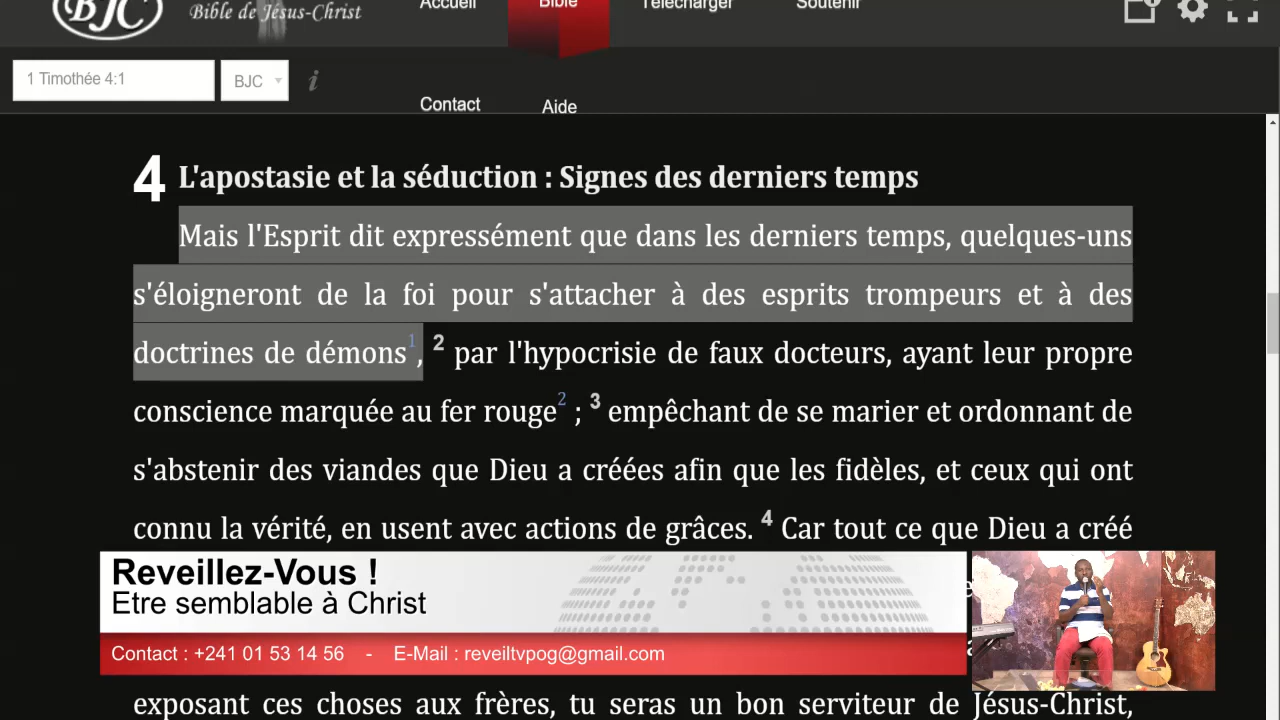 BJC
Bible de Jésus-Christ
Accueil
Bible
Télécharger
Soutenir
1 Timothée 4:1
BJC
i
Contact
Aide
4 L'apostasie et la séduction : Signes des derniers temps
Mais l'Esprit dit expressément que dans les derniers temps, quelques-uns
s'éloigneront de la foi pour s'attacher à des esprits trompeurs et à des
doctrines de démons1, 2 par l'hypocrisie de faux docteurs, ayant leur propre
conscience marquée au fer rouge2 ; 3 empêchant de se marier et ordonnant de
s'abstenir des viandes que Dieu a créées afin que les fidèles, et ceux qui ont
connu la vérité, en usent avec actions de grâces. 4 Car tout ce que Dieu a créé
Reveillez-Vous !
Etre semblable à Christ
Contact : +241 01 53 14 56 - E-Mail : reveiltvpog@gmail.com
exposant ces choses aux frères, tu seras un bon serviteur de Jésus-Christ,